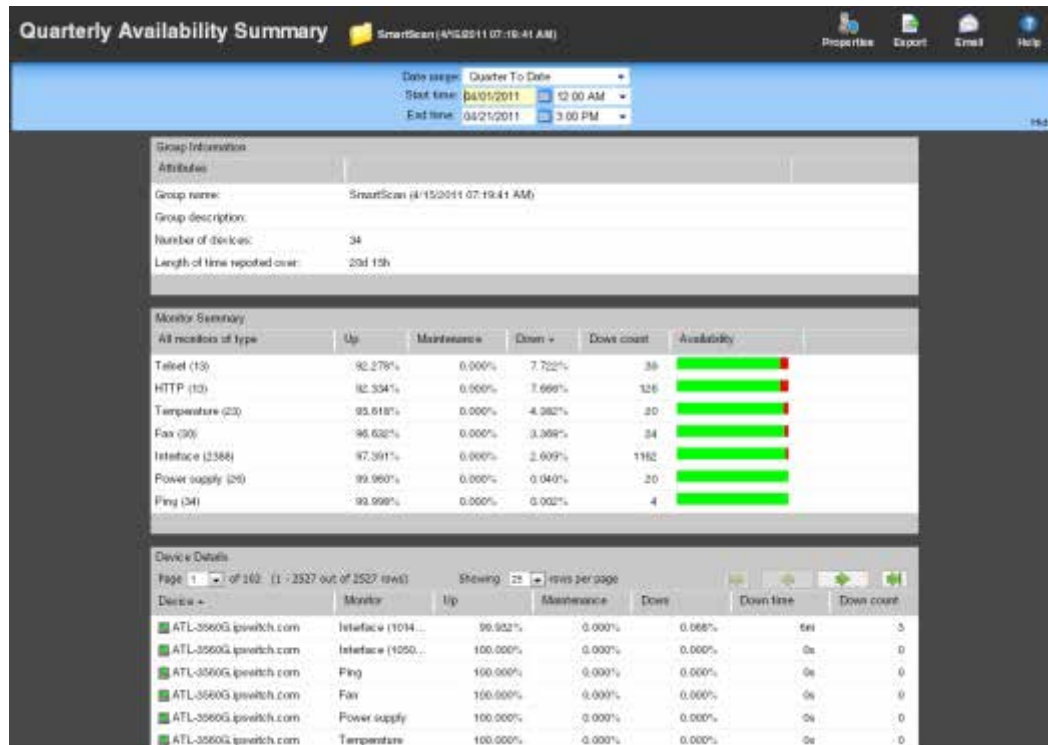 Quarterly Availability Summary SmartScan (4/15/2011 07:19:41 AM) Properties Export Email Help
Date range: Quarter To Date
Start time: 04/01/2011 12:00 AM
End time: 04/21/2011 3:00 PM
Group Information
Attributes
Group name: SmartScan (4/15/2011 07:19:41 AM)
Group description:
Number of devices: 34
Length of time reported over: 20d 15h
Monitor Summary
All monitors of type Up Maintenance Down Down count Availability
Telnet (13) 92.278% 0.000% 7.722%
HTTP (13) 92.334% 0.000% 7.666% 126
Temperature (23) 95.618% 0.000% 4.382% 20
Fan (30) 96.632% 0.000% 3.369% 34
Interface (2388) 97.391% 0.000% 2.609% 1162
Power supply (26) 99.960% 0.000% 0.040% 20
Ping (34) 99.998% 0.000% 0.002% 4
Device Details
Page 1 of 102 (1 - 2527 out of 2527 rows) Showing 25 rows per page
Device Monitor Up Maintenance Down Down time Down count
ATL-3560G.ipswitch.com Interface (1014... 99.932% 0.000% 0.068% 6m 3
ATL-3560G.ipswitch.com Interface (1050... 100.000% 0.000% 0.000% 0s 0
ATL-3560G.ipswitch.com Ping 100.000% 0.000% 0.000% 0s 0
ATL-3560G.ipswitch.com Fan 100.000% 0.000% 0.000% 0s 0
ATL-3560G.ipswitch.com Power supply 100.000% 0.000% 0.000% 0s 0
ATL-3560G.ipswitch.com Temperature 100.000% 0.000% 0.000% 0s 0